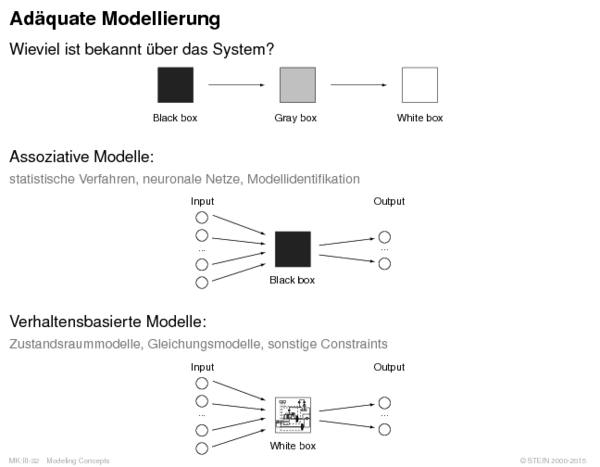 Adäquate Modellierung
Wieviel ist bekannt über das System?
Black box Gray box White box
Assoziative Modelle:
statistische Verfahren, neuronale Netze, Modellidentifikation
Input Output
... ...
Black box
Verhaltensbasierte Modelle:
Zustandsraummodelle, Gleichungsmodelle, sonstige Constraints
Input Output
... ...
White box
MK:III-32 Modeling Concepts © STEIN 2000-2015